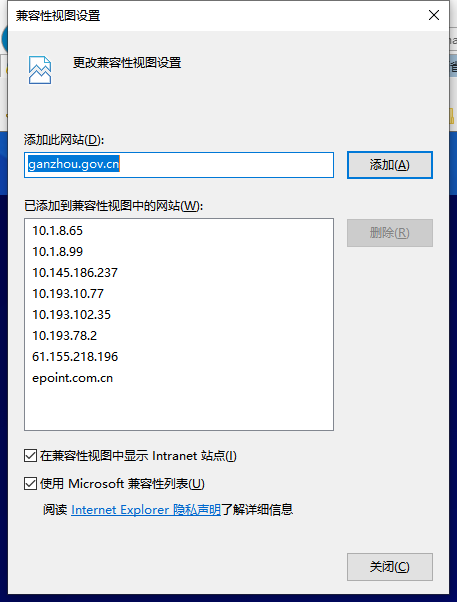 兼容性视图设置
更改兼容性视图设置
添加此网站(D):
ganzhou.gov.cn
添加(A)
已添加到兼容性视图中的网站(W):
10.1.8.65
10.1.8.99
10.145.186.237
10.193.10.77
10.193.102.35
10.193.78.2
61.155.218.196
epoint.com.cn
删除(R)
在兼容性视图中显示 Intranet 站点(I)
使用 Microsoft 兼容性列表(U)
阅读 Internet Explorer 隐私声明了解详细信息
关闭(C)